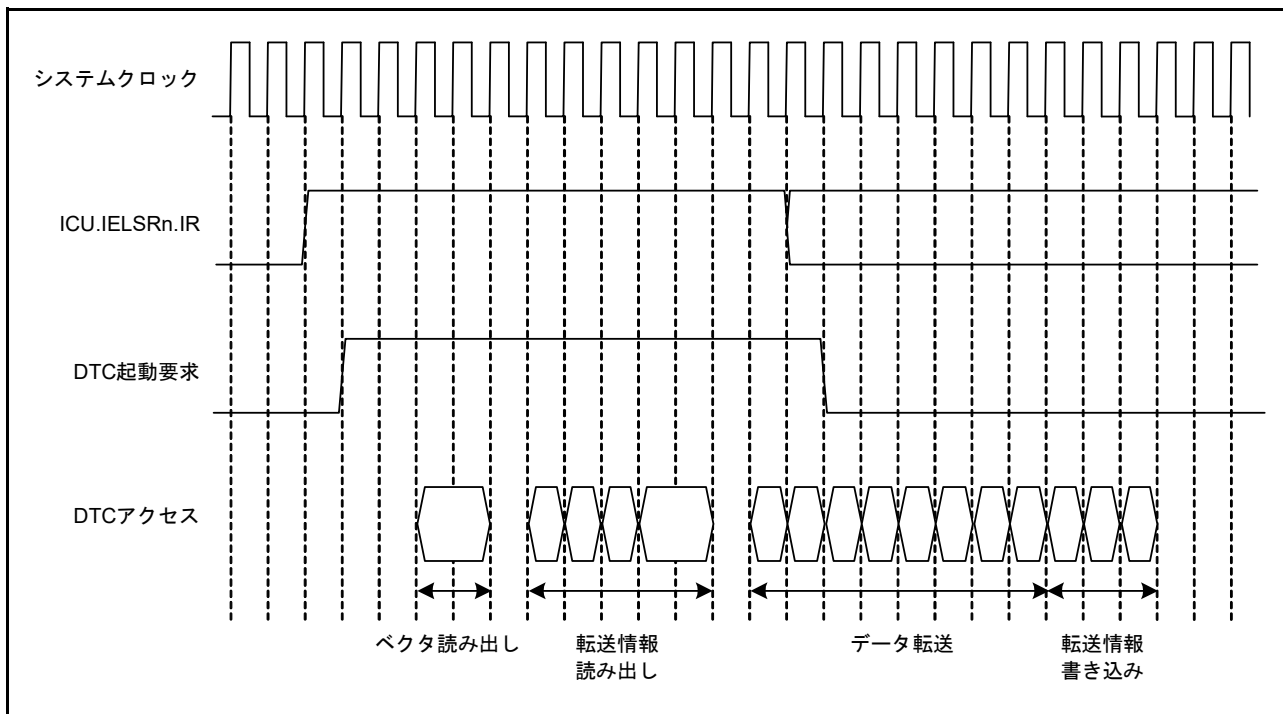 システムクロック
ICU.IELSRn.IR
DTC起動要求
DTCアクセス
ベクタ読み出し
転送情報
読み出し
データ転送
転送情報
書き込み